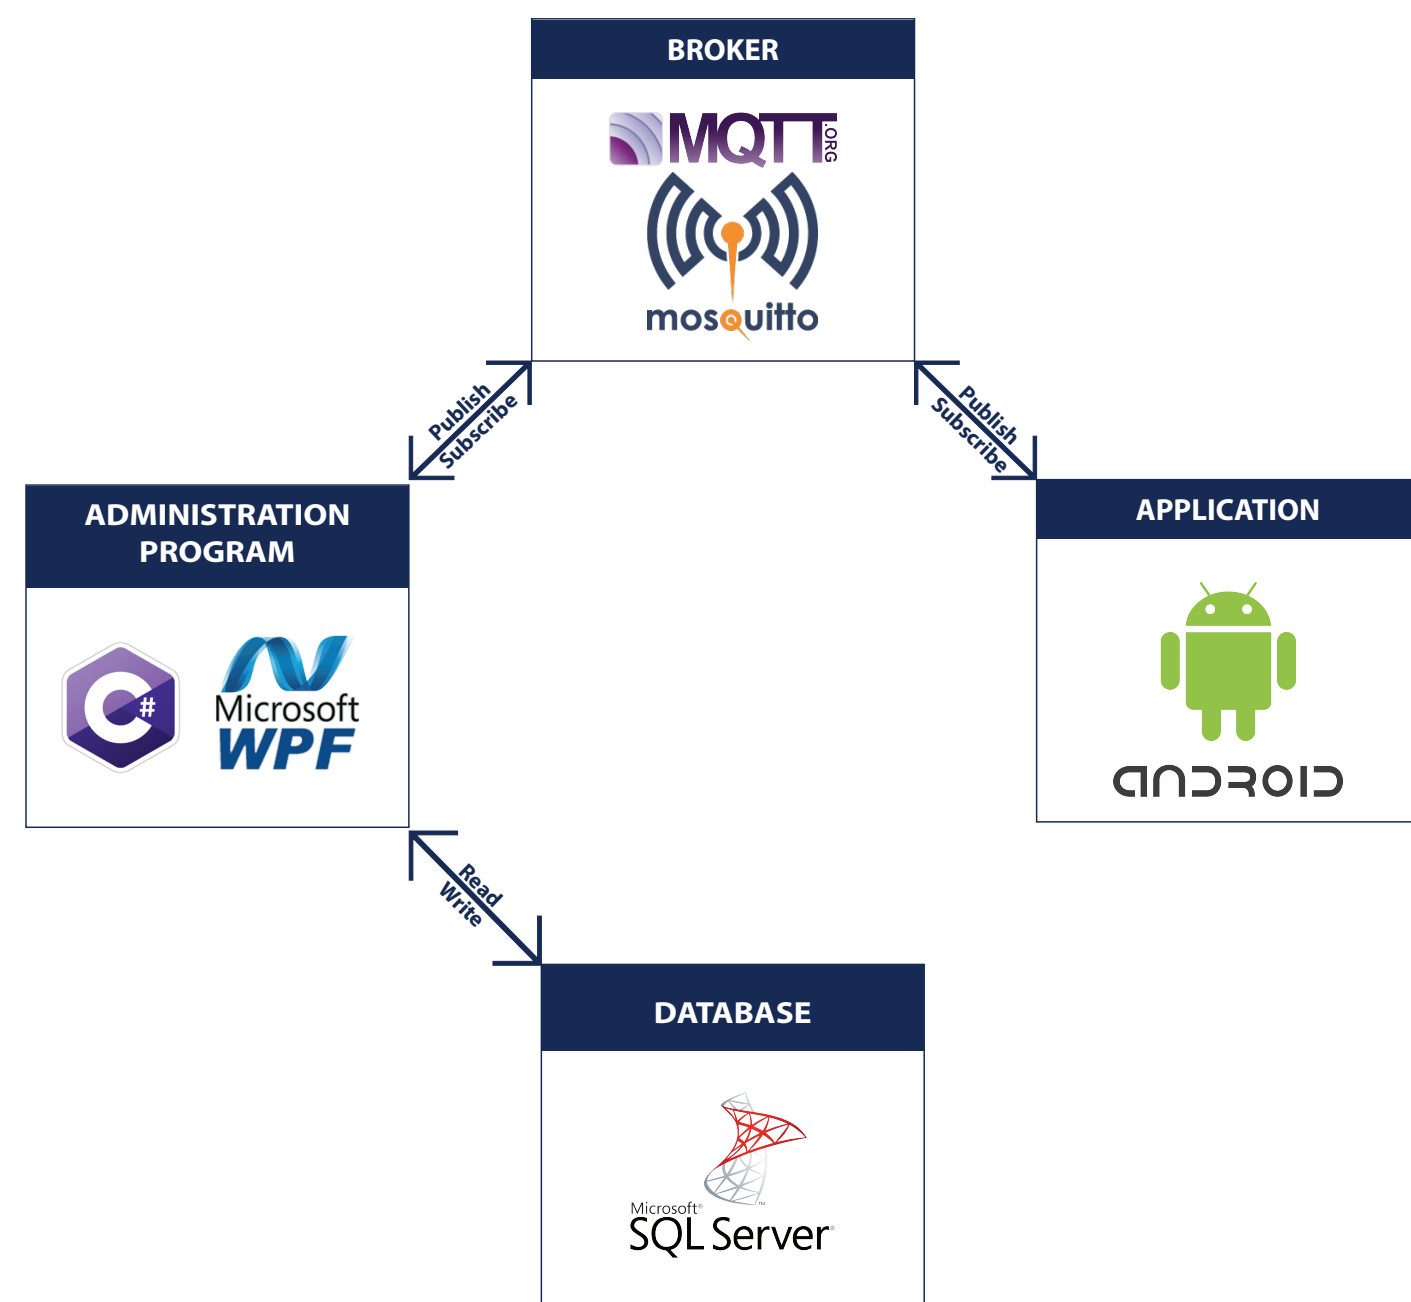 BROKER
MQTT.ORG
mosquitto
Publish
Subscribe
Publish
Subscribe
ADMINISTRATION
PROGRAM
C#
Microsoft
WPF
APPLICATION
ANDROID
Read
Write
DATABASE
Microsoft®
SQL Server®
™